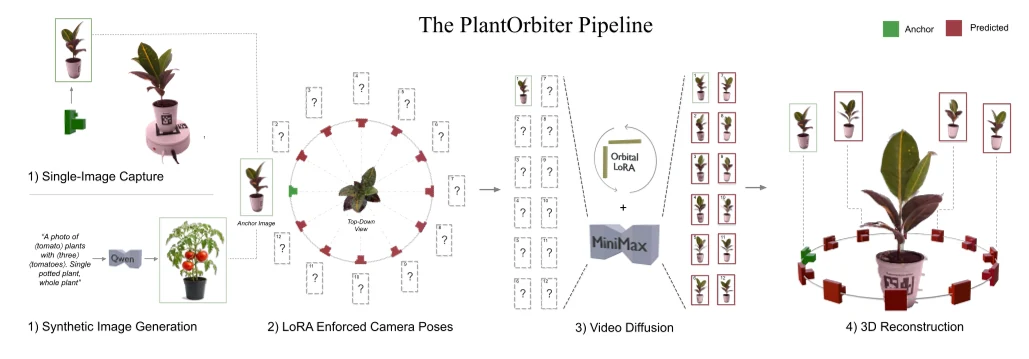 The PlantOrbiter Pipeline
Anchor
Predicted
1) Single-Image Capture
"A photo of
(tomato) plants
with (three)
(tomatoes). Single
potted plant,
whole plant"
Qwen
1) Synthetic Image Generation
Anchor Image
Top-Down
View
2) LoRA Enforced Camera Poses
Orbital
LoRA
+
MiniMax
3) Video Diffusion
4) 3D Reconstruction